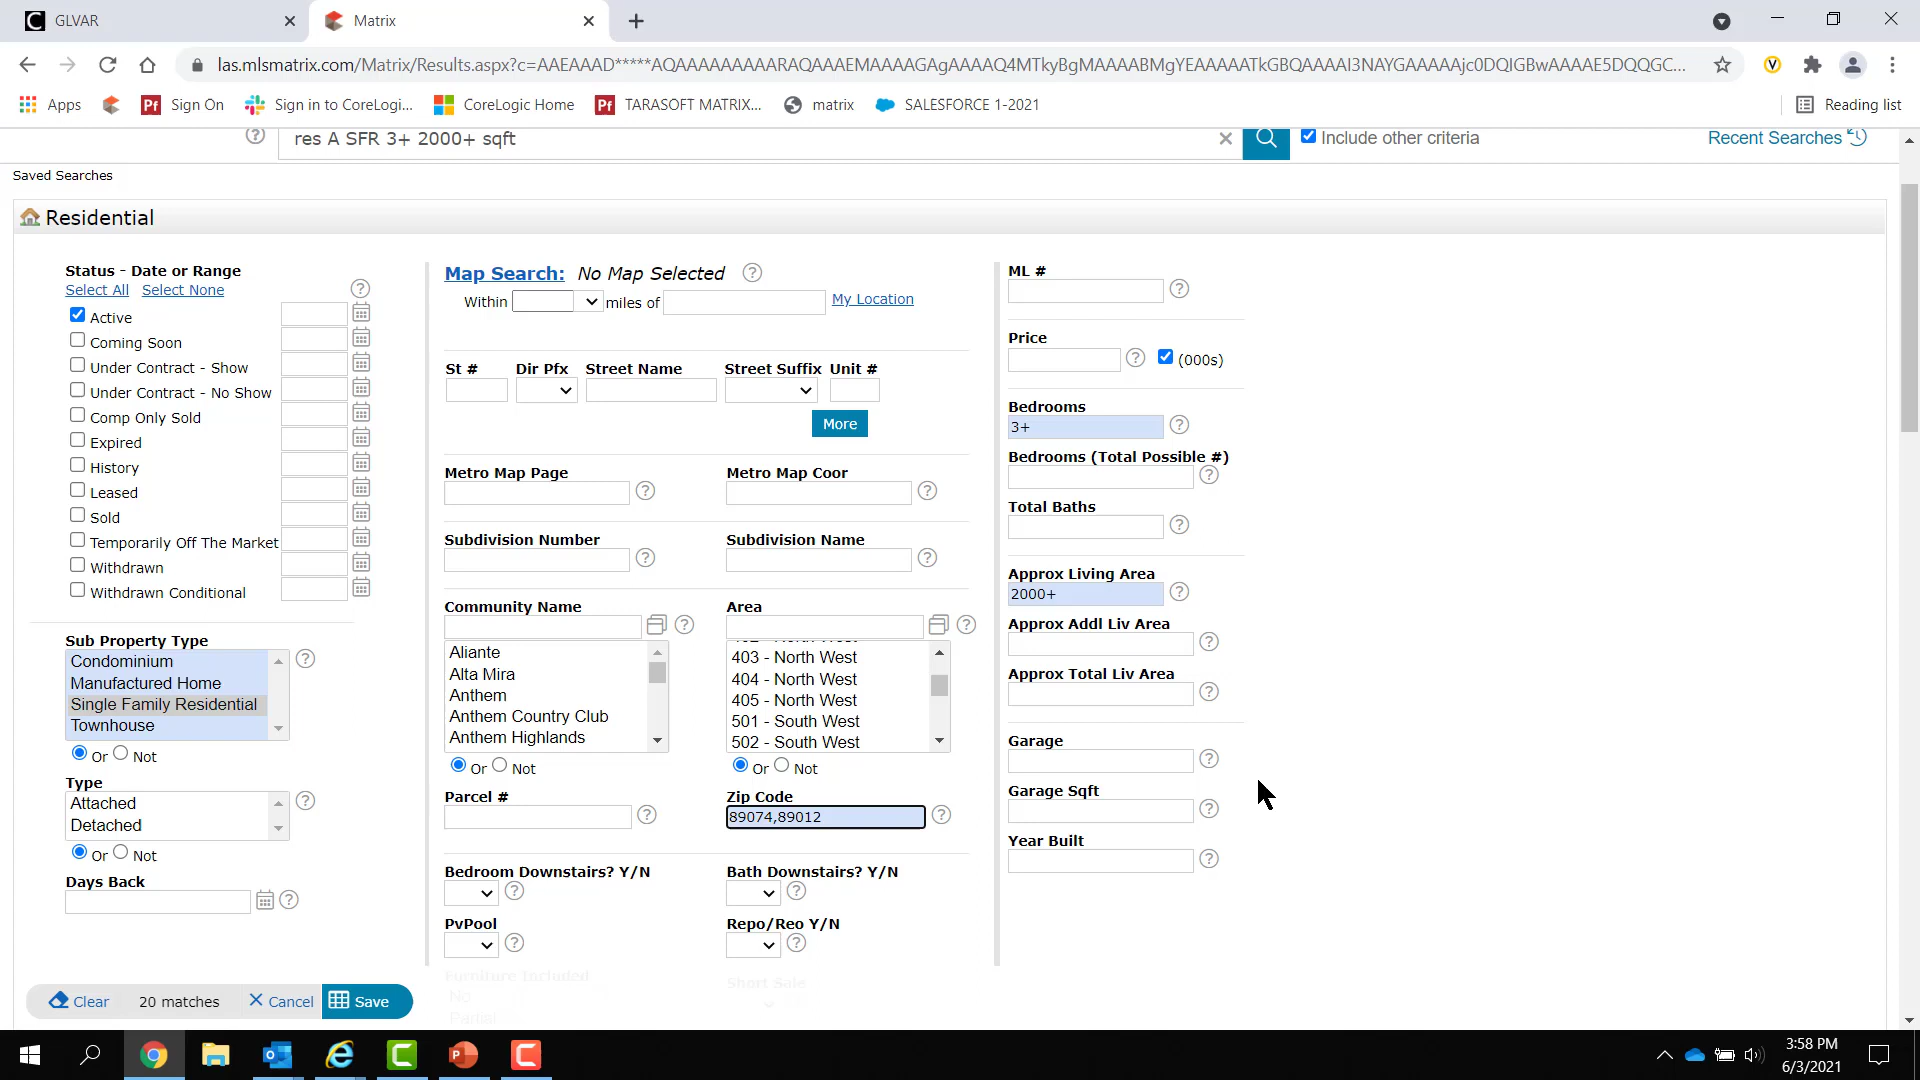 GLVAR
Matrix
las.mlsmatrix.com/Matrix/Results.aspx?c=AAEAAAD*****AQAAAAAAAAARAQAAAEMAAAAGAgAAAAQ4MTkyBgMAAAABMgYEAAAAATkGBQAAAAI3NAYGAAAAAjc0DQIGBwAAAAE5DQQGC...
Apps
Sign On
Sign in to CoreLogi...
CoreLogic Home
TARASOFT MATRIX...
matrix
SALESFORCE 1-2021
Reading list
res A SFR 3+ 2000+ sqft
Include other criteria
Recent Searches
Saved Searches
Residential
Status - Date or Range
Select All Select None
Active
Coming Soon
Under Contract - Show
Under Contract - No Show
Comp Only Sold
Expired
History
Leased
Sold
Temporarily Off The Market
Withdrawn
Withdrawn Conditional
Sub Property Type
Condominium
Manufactured Home
Single Family Residential
Townhouse
Or Not
Type
Attached
Detached
Or Not
Days Back
Map Search: No Map Selected
Within miles of My Location
St # Dir Pfx Street Name Street Suffix Unit #
More
Metro Map Page Metro Map Coor
Subdivision Number Subdivision Name
Community Name Area
Aliante
Alta Mira
Anthem
Anthem Country Club
Anthem Highlands
403 - North West
404 - North West
405 - North West
501 - South West
502 - South West
Or Not Or Not
Parcel # Zip Code
89074,89012
Bedroom Downstairs? Y/N Bath Downstairs? Y/N
PvPool Repo/Reo Y/N
Furniture Included Short Sale
No
Partial
ML #
Price
(000s)
Bedrooms
3+
Bedrooms (Total Possible #)
Total Baths
Approx Living Area
2000+
Approx Addl Liv Area
Approx Total Liv Area
Garage
Garage Sqft
Year Built
Clear 20 matches Cancel Save
3:58 PM
6/3/2021